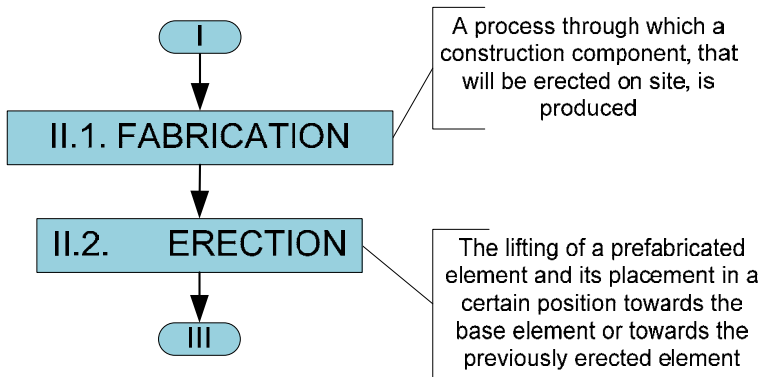 I
A process through which a
construction component, that
will be erected on site, is
produced
II.1. FABRICATION
II.2. ERECTION
The lifting of a prefabricated
element and its placement in a
certain position towards the
base element or towards the
previously erected element
III